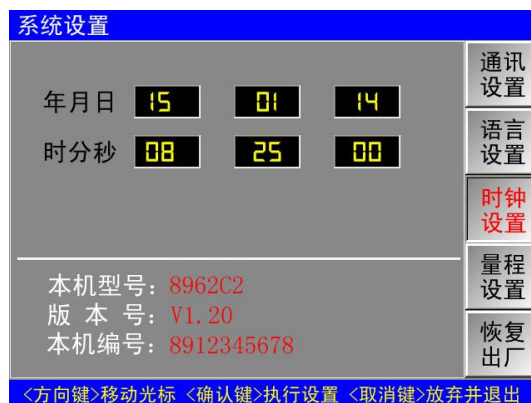 系统设置
年月日 15 01 14
时分秒 08 25 00
本机型号：8962C2
版 本 号：V1.20
本机编号：8912345678
通讯
设置
语言
设置
时钟
设置
量程
设置
恢复
出厂
<方向键>移动光标 <确认键>执行设置 <取消键>放弃并退出